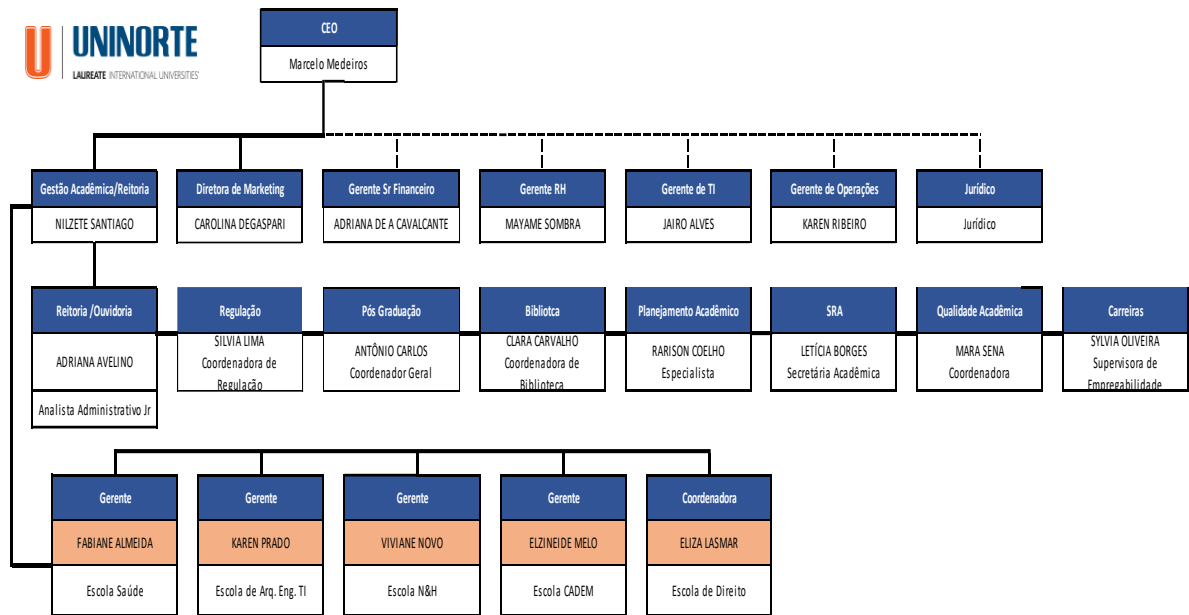 UNINORTE
LAUREATE INTERNATIONAL UNIVERSITIES
CEO
Marcelo Medeiros
Gestão Acadêmica/Reitoria
NILZETE SANTIAGO
Diretora de Marketing
CAROLINA DEGASPARI
Gerente Sr Financeiro
ADRIANA DE A CAVALCANTE
Gerente RH
MAYAME SOMBRA
Gerente de TI
JAIRO ALVES
Gerente de Operações
KAREN RIBEIRO
Jurídico
Jurídico
Reitoria /Ouvidoria
ADRIANA AVELINO
Analista Administrativo Jr
Regulação
SILVIA LIMA
Coordenadora de
Regulação
Pós Graduação
ANTÔNIO CARLOS
Coordenador Geral
Bibliotca
CLARA CARVALHO
Coordenadora de
Biblioteca
Planejamento Acadêmico
RARISON COELHO
Especialista
SRA
LETÍCIA BORGES
Secretária Acadêmica
Qualidade Acadêmica
MARA SENA
Coordenadora
Carreiras
SYLVIA OLIVEIRA
Supervisora de
Empregabilidade
Gerente
FABIANE ALMEIDA
Escola Saúde
Gerente
KAREN PRADO
Escola de Arq. Eng. TI
Gerente
VIVIANE NOVO
Escola N&H
Gerente
ELZINEIDE MELO
Escola CADEM
Coordenadora
ELIZA LASMAR
Escola de Direito